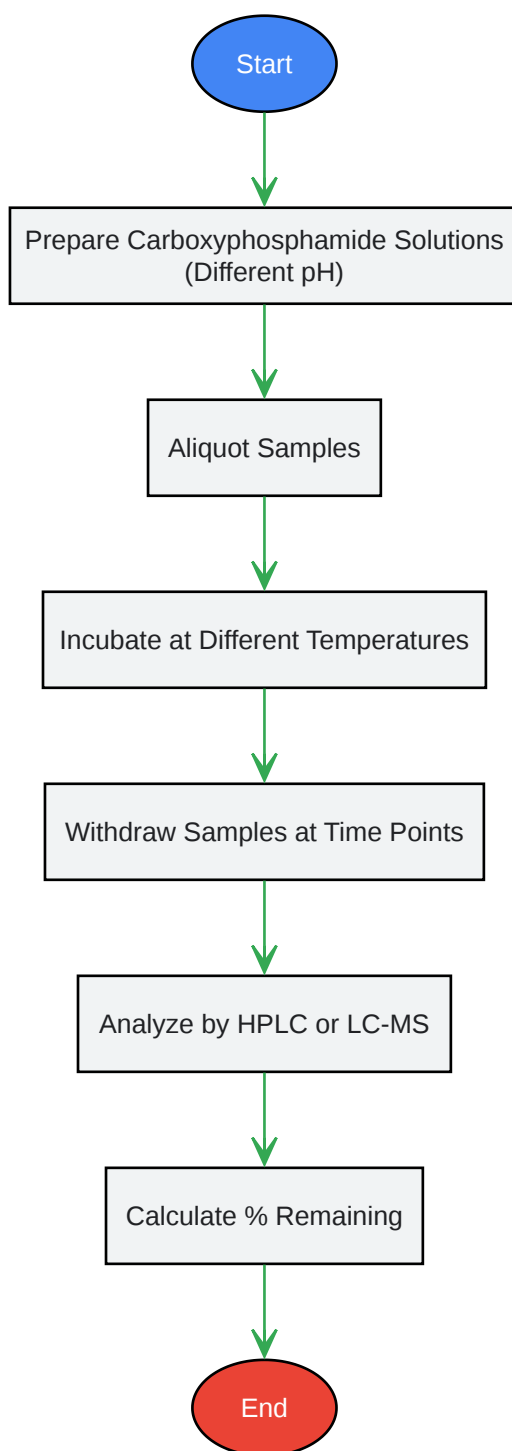 Start
Prepare Carboxyphosphamide Solutions
(Different pH)
Aliquot Samples
Incubate at Different Temperatures
Withdraw Samples at Time Points
Analyze by HPLC or LC-MS
Calculate % Remaining
End